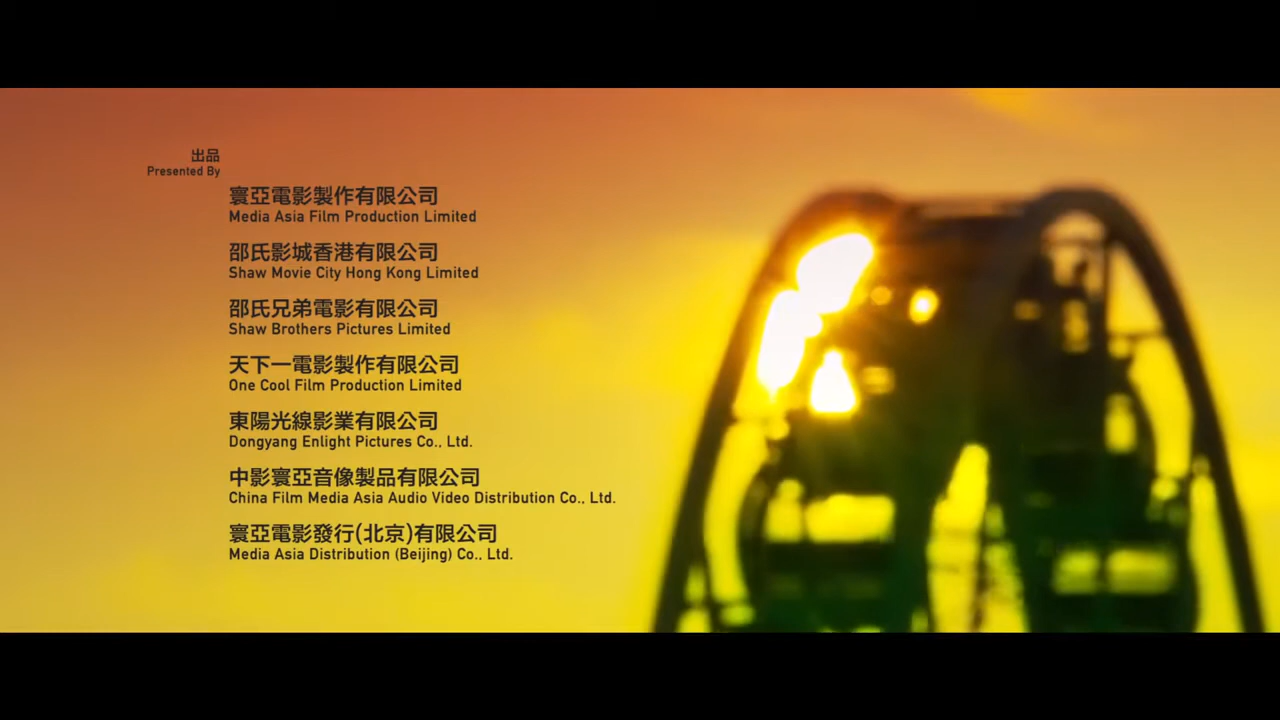 出品
Presented By
寰亞電影製作有限公司
Media Asia Film Production Limited
邵氏影城香港有限公司
Shaw Movie City Hong Kong Limited
邵氏兄弟電影有限公司
Shaw Brothers Pictures Limited
天下一電影製作有限公司
One Cool Film Production Limited
東陽光線影業有限公司
Dongyang Enlight Pictures Co., Ltd.
中影寰亞音像製品有限公司
China Film Media Asia Audio Video Distribution Co., Ltd.
寰亞電影發行(北京)有限公司
Media Asia Distribution (Beijing) Co., Ltd.